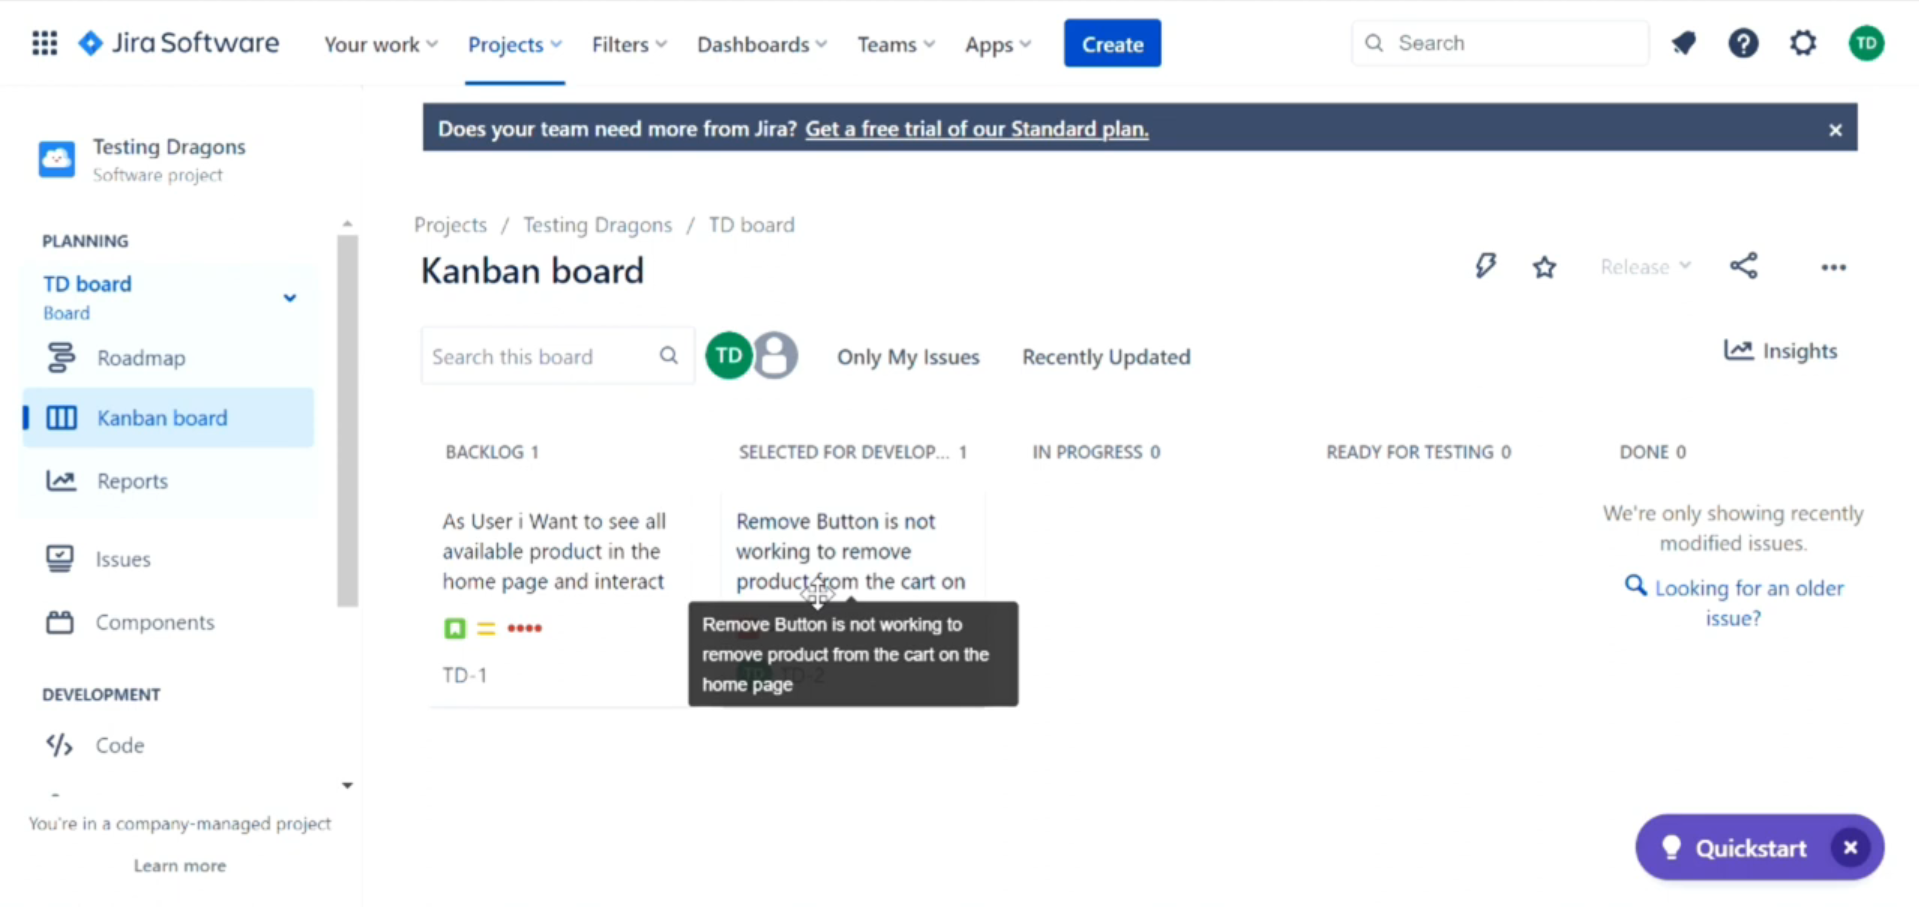 Jira Software Your work Projects Filters Dashboards Teams Apps Create Search TD
Does your team need more from Jira? Get a free trial of our Standard plan.
Testing Dragons
Software project
PLANNING
TD board
Board
Roadmap
Kanban board
Reports
Issues
Components
DEVELOPMENT
Code
You're in a company-managed project
Learn more
Projects / Testing Dragons / TD board
Kanban board
Release
Search this board TD Only My Issues Recently Updated
Insights
BACKLOG 1
As User i Want to see all
available product in the
home page and interact
TD-1
SELECTED FOR DEVELOP... 1
Remove Button is not
working to remove
product from the cart on
Remove Button is not working to
remove product from the cart on the
home page
TD-2
IN PROGRESS 0
READY FOR TESTING 0
DONE 0
We're only showing recently
modified issues.
Looking for an older
issue?
Quickstart